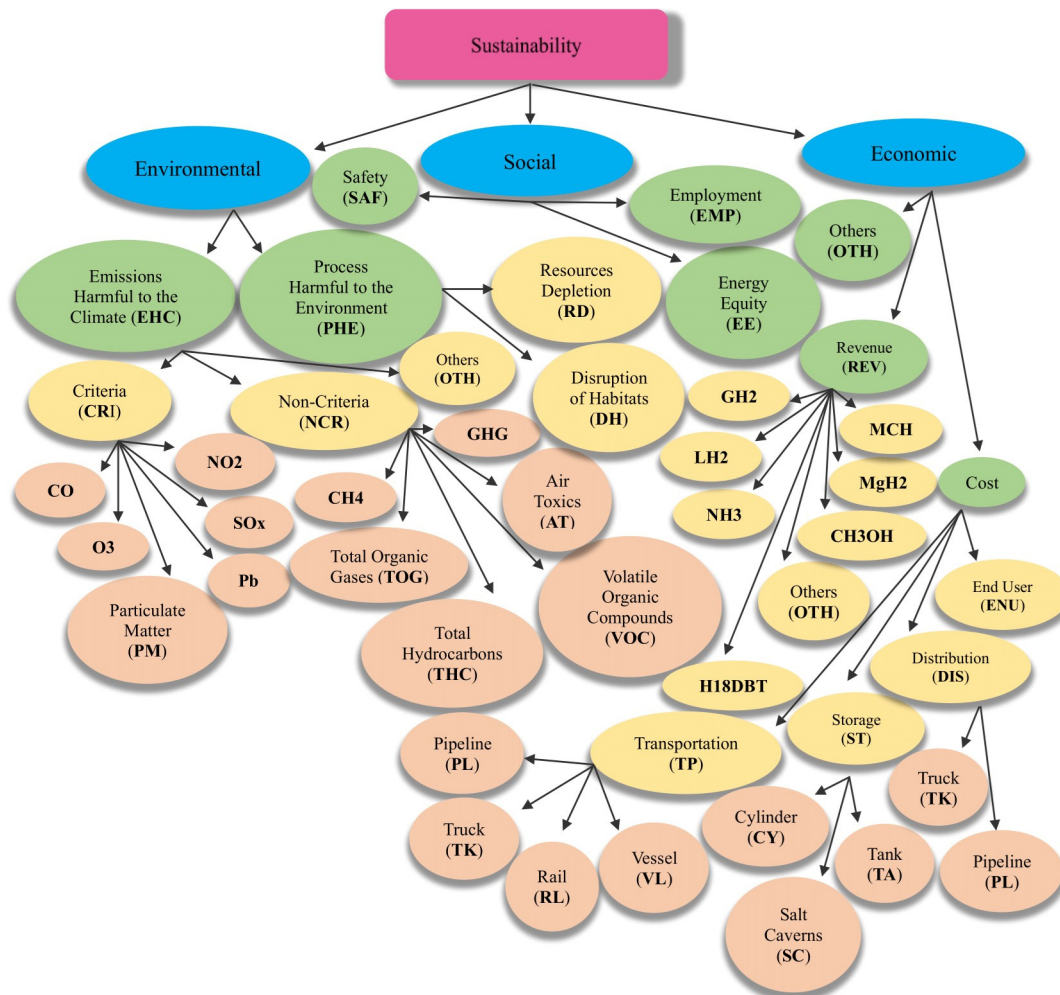 Sustainability
Environmental
Social
Economic
Safety
(SAF)
Employment
(EMP)
Others
(OTH)
Emissions
Harmful to the
Climate (EHC)
Process
Harmful to the
Environment
(PHE)
Resources
Depletion
(RD)
Energy
Equity
(EE)
Revenue
(REV)
Criteria
(CRI)
Non-Criteria
(NCR)
Others
(OTH)
Disruption
of Habitats
(DH)
GH2
MCH
LH2
MgH2
Cost
NH3
CH3OH
NO2
CO
SOx
O3
Pb
Particulate
Matter
(PM)
GHG
CH4
Air
Toxics
(AT)
Total Organic
Gases (TOG)
Volatile
Organic
Compounds
(VOC)
Total
Hydrocarbons
(THC)
Others
(OTH)
End User
(ENU)
H18DBT
Distribution
(DIS)
Storage
(ST)
Transportation
(TP)
Pipeline
(PL)
Truck
(TK)
Rail
(RL)
Vessel
(VL)
Cylinder
(CY)
Tank
(TA)
Salt
Caverns
(SC)
Truck
(TK)
Pipeline
(PL)